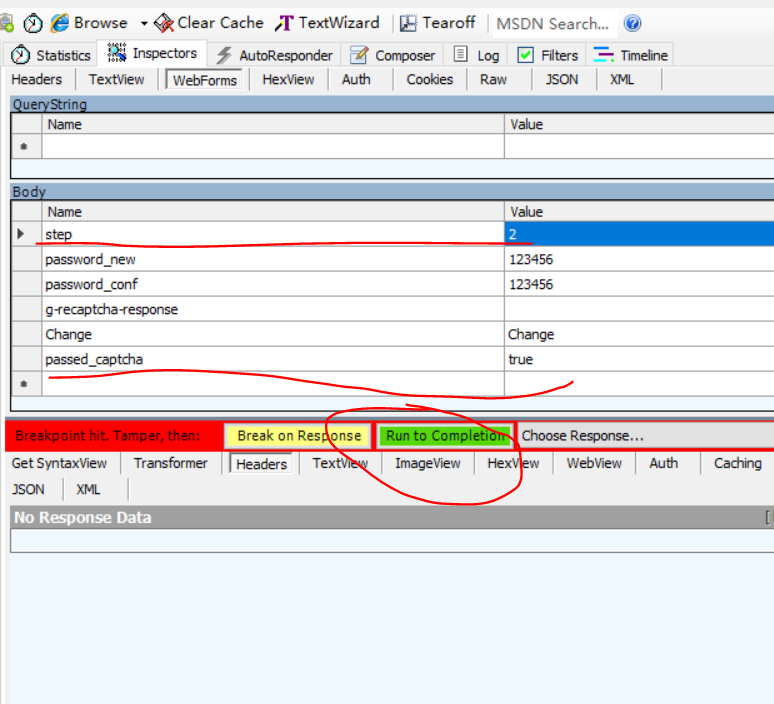 Browse Clear Cache TextWizard Tearoff MSDN Search...
Statistics Inspectors AutoResponder Composer Log Filters Timeline
Headers TextView WebForms HexView Auth Cookies Raw JSON XML
QueryString
Name Value
Body
Name Value
step 2
password_new 123456
password_conf 123456
g-recaptcha-response
Change Change
passed_captcha true
Breakpoint hit. Tamper, then: Break on Response Run to Completion Choose Response...
Get SyntaxView Transformer Headers TextView ImageView HexView WebView Auth Caching
JSON XML
No Response Data [